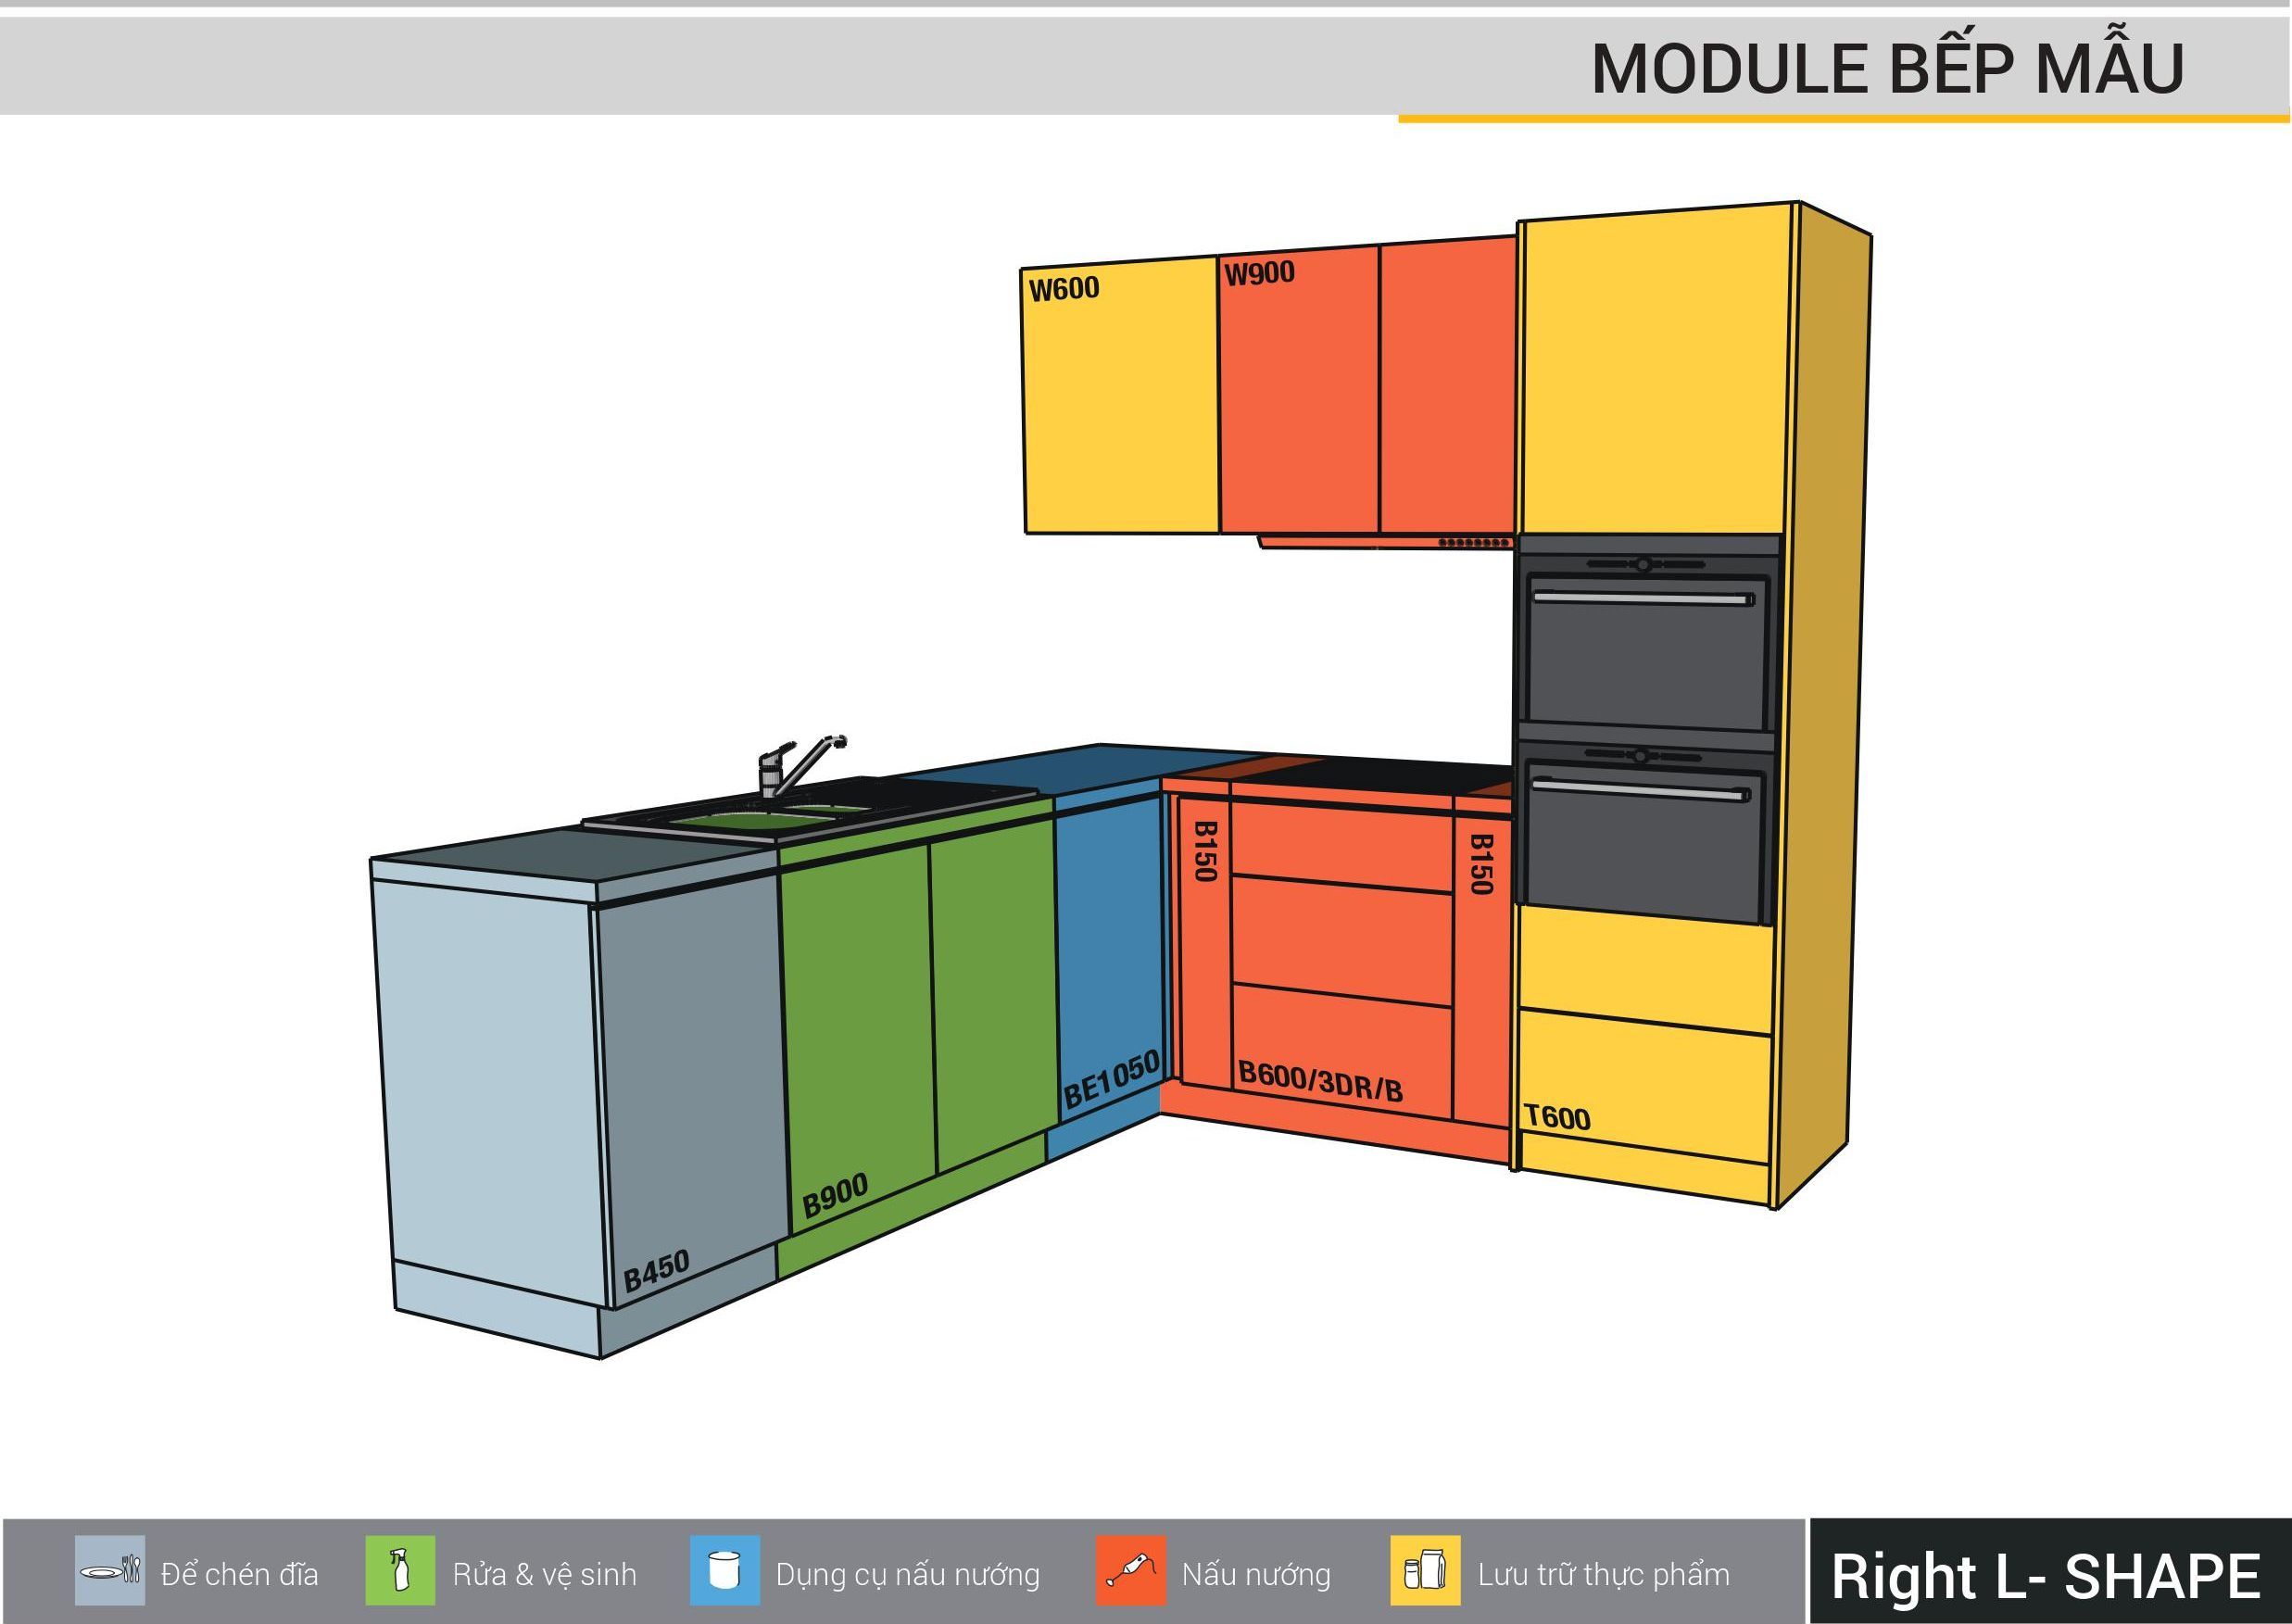 MODULE BẾP MẪU
W600
W900
B150
B150
BE1050
B600/3DR/B
T600
B900
B450
Để chén dĩa
Rửa & vệ sinh
Dụng cụ nấu nướng
Nấu nướng
Lưu trữ thực phẩm
Right L- SHAPE